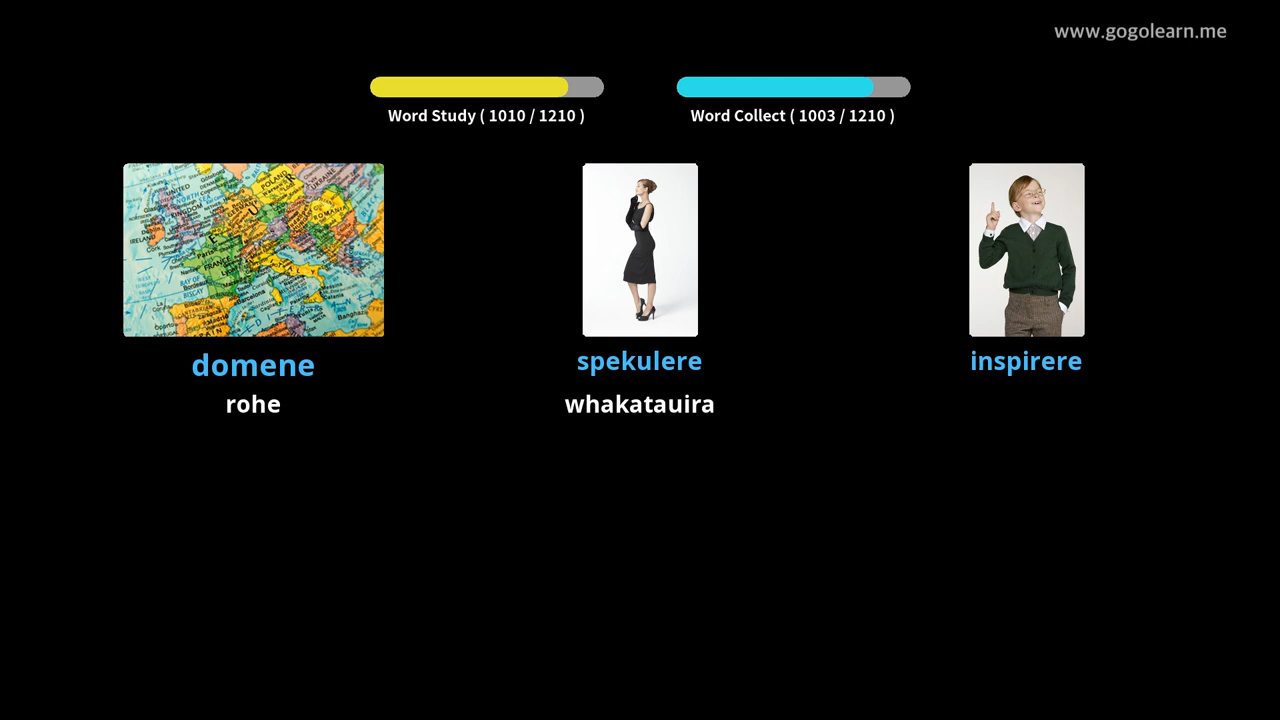 www.gogolearn.me
Word Study ( 1010 / 1210 )
Word Collect ( 1003 / 1210 )
domene
spekulere
inspirere
rohe
whakatauira